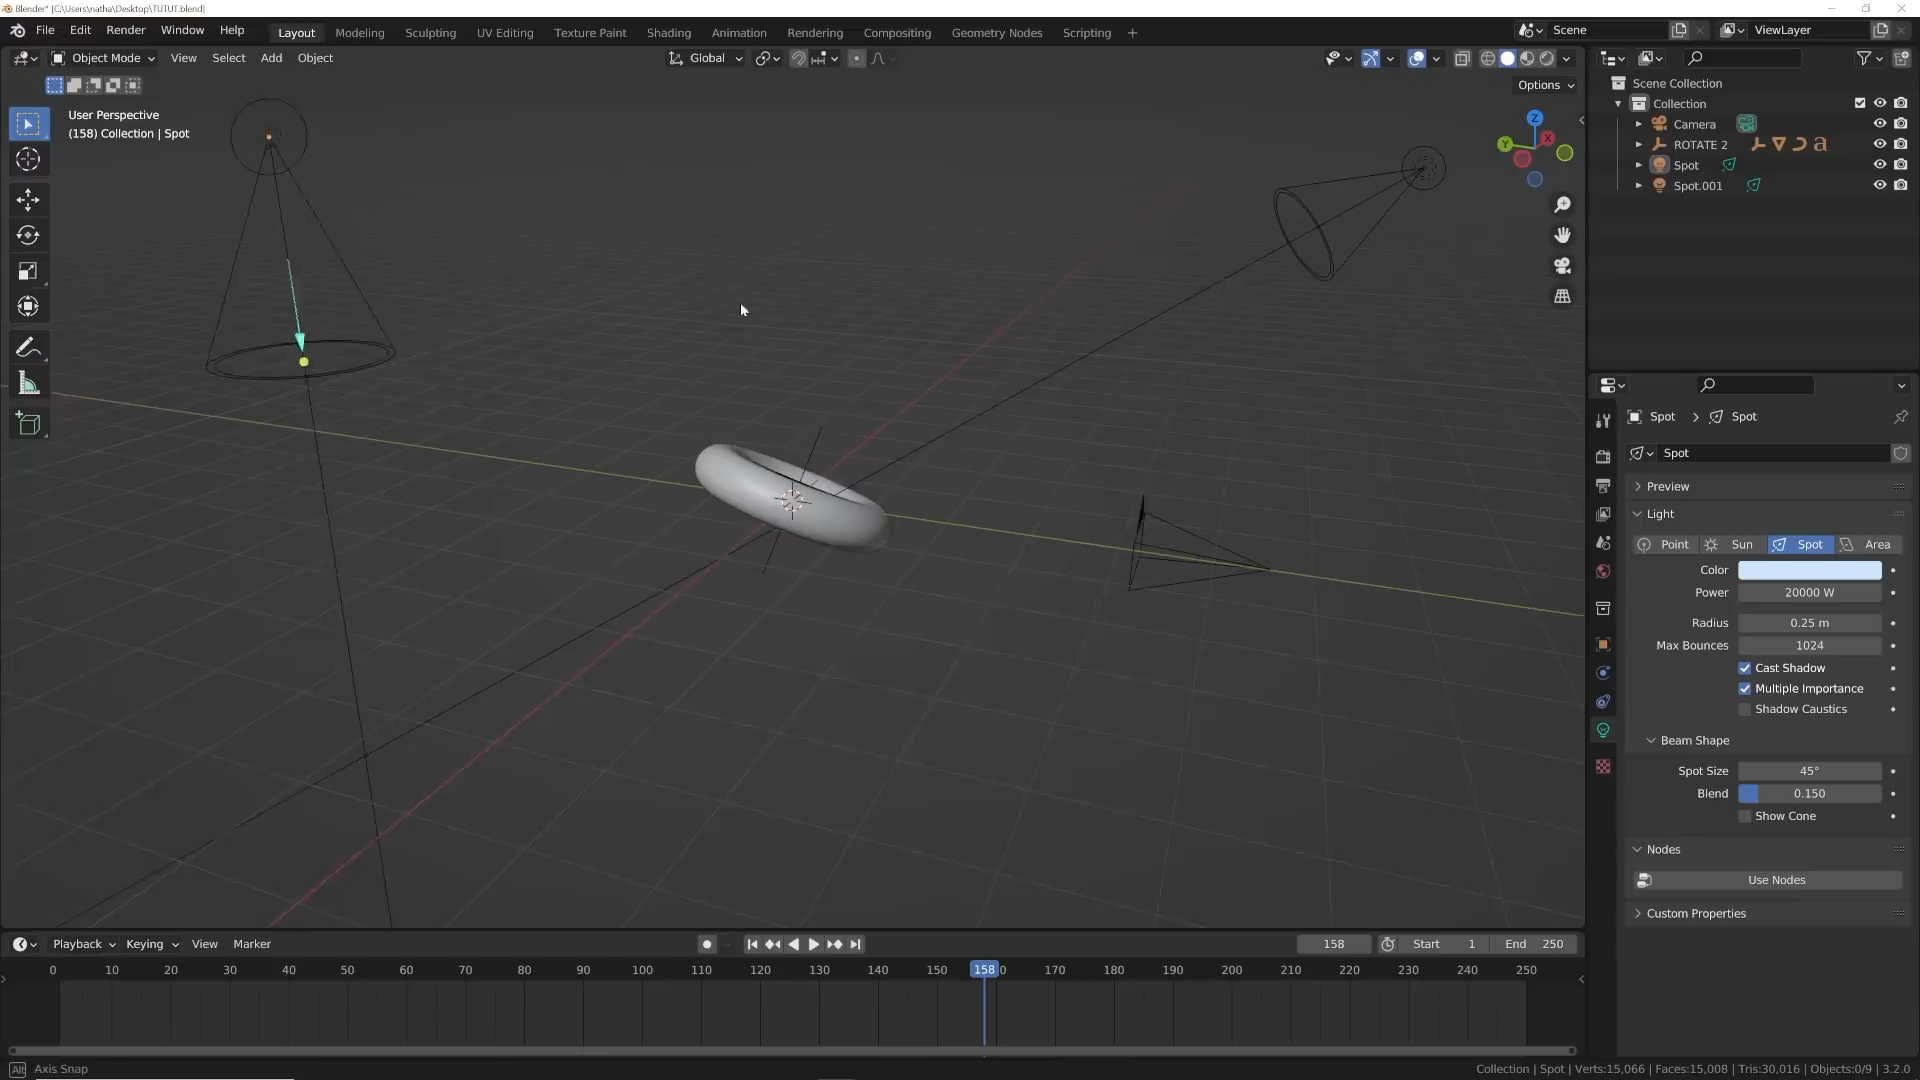 Blender* [C:\Users\natha\Desktop\TUTUT.blend]
File Edit Render Window Help Layout Modeling Sculpting UV Editing Texture Paint Shading Animation Rendering Compositing Geometry Nodes Scripting + Scene ViewLayer
Object Mode View Select Add Object Global
Options
User Perspective
(158) Collection | Spot
Z
X
Y
Scene Collection
Collection
Camera
ROTATE 2
Spot
Spot.001
Spot > Spot
Spot
Preview
Light
Point Sun Spot Area
Color
Power 20000 W
Radius 0.25 m
Max Bounces 1024
Cast Shadow
Multiple Importance
Shadow Caustics
Beam Shape
Spot Size 45°
Blend 0.150
Show Cone
Nodes
Use Nodes
Custom Properties
Playback Keying View Marker 158 Start 1 End 250
0 10 20 30 40 50 60 70 80 90 100 110 120 130 140 150 158 170 180 190 200 210 220 230 240 250
Alt Axis Snap
Collection | Spot | Verts:15,066 | Faces:15,008 | Tris:30,016 | Objects:0/9 | 3.2.0